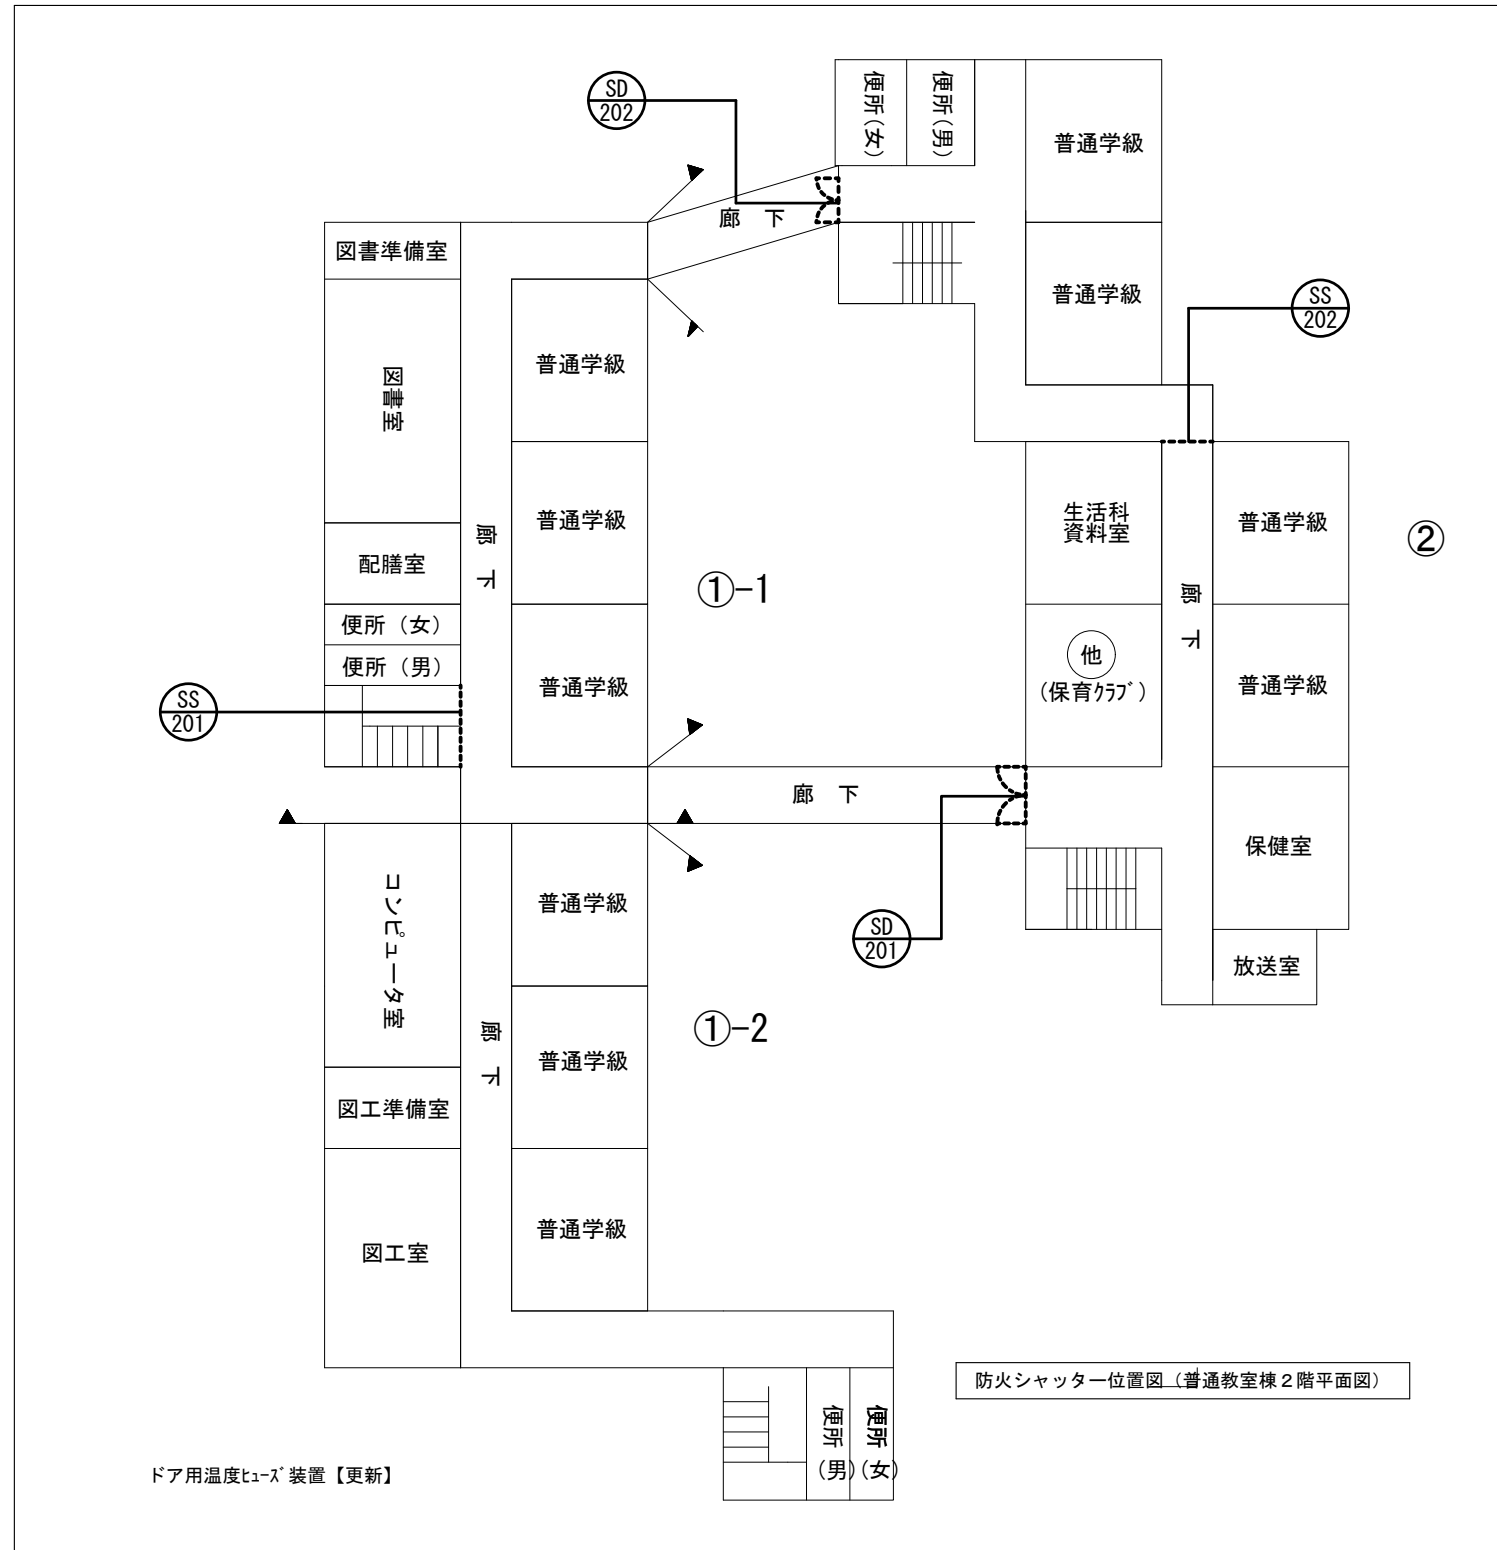 SD
202
便所(女)
便所(男)
普通学級
廊 下
図書準備室
普通学級
SS
202
普通学級
図書室
普通学級
生活科
資料室
普通学級
廊 下
②
配膳室
①-1
廊 下
便所（女）
便所（男）
普通学級
他
(保育ｸﾗﾌﾞ)
普通学級
SS
201
廊 下
保健室
コンピュータ室
普通学級
SD
201
放送室
廊 下
①-2
普通学級
図工準備室
図工室
普通学級
防火シャッター位置図（普通教室棟２階平面図）
便所(男)
便所(女)
ドア用温度ﾋｭｰｽﾞ装置【更新】